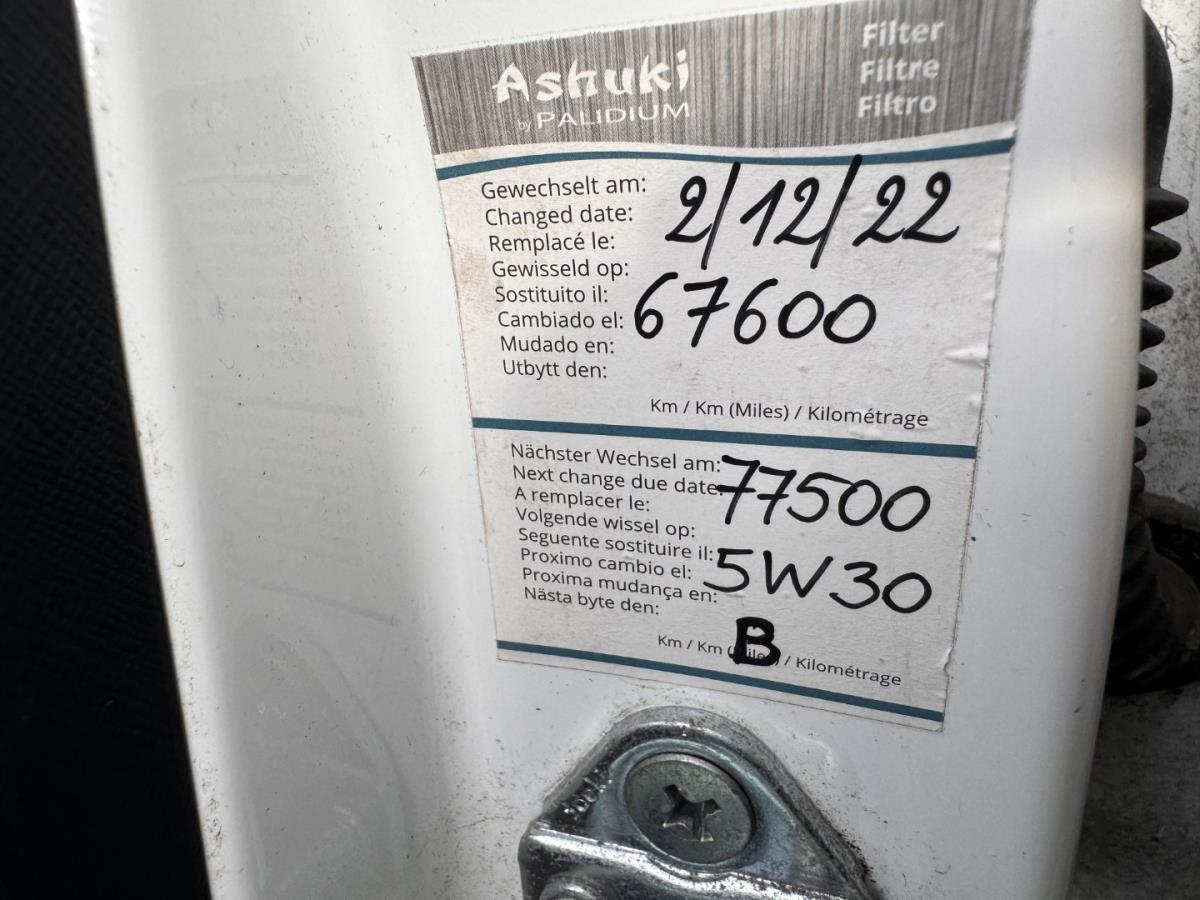 Ashuki
by PALIDIUM
Filter
Filtre
Filtro
Gewechselt am:
Changed date:
Remplacé le:
Gewisseld op:
Sostituito il:
Cambiado el:
Mudado en:
Utbytt den:
2/12/22
67600
Km / Km (Miles) / Kilométrage
Nächster Wechsel am:
Next change due date:
A remplacer le:
Volgende wissel op:
Seguente sostituire il:
Proximo cambio el:
Proxima mudança en:
Nästa byte den:
77500
5W30
B
Km / Km (Miles) / Kilométrage